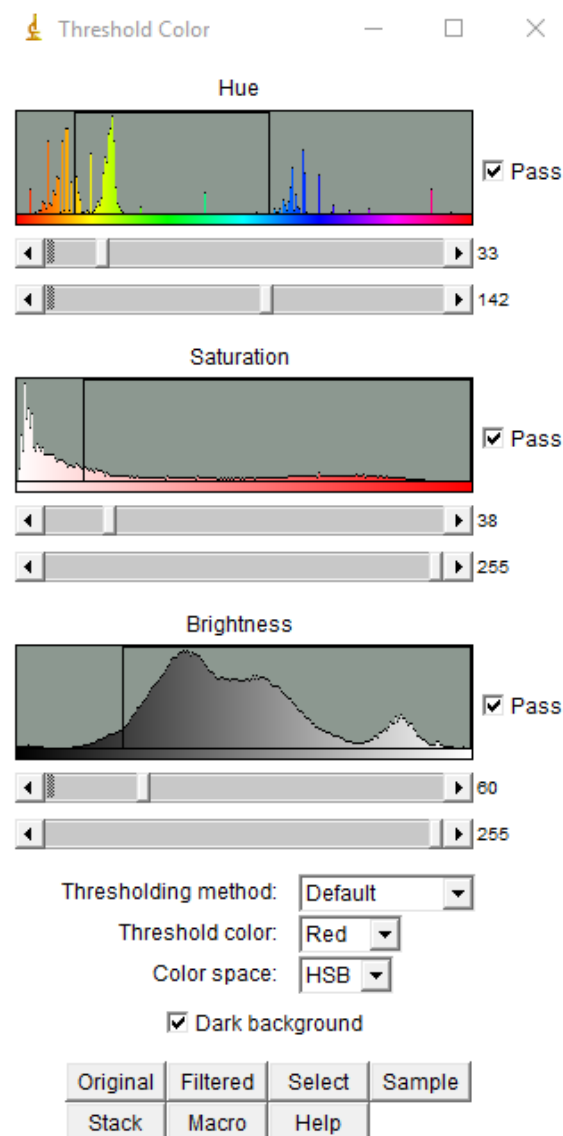 Threshold Color
Hue
Pass
33
142
Saturation
Pass
38
255
Brightness
Pass
60
255
Thresholding method: Default
Threshold color: Red
Color space: HSB
Dark background
Original Filtered Select Sample
Stack Macro Help